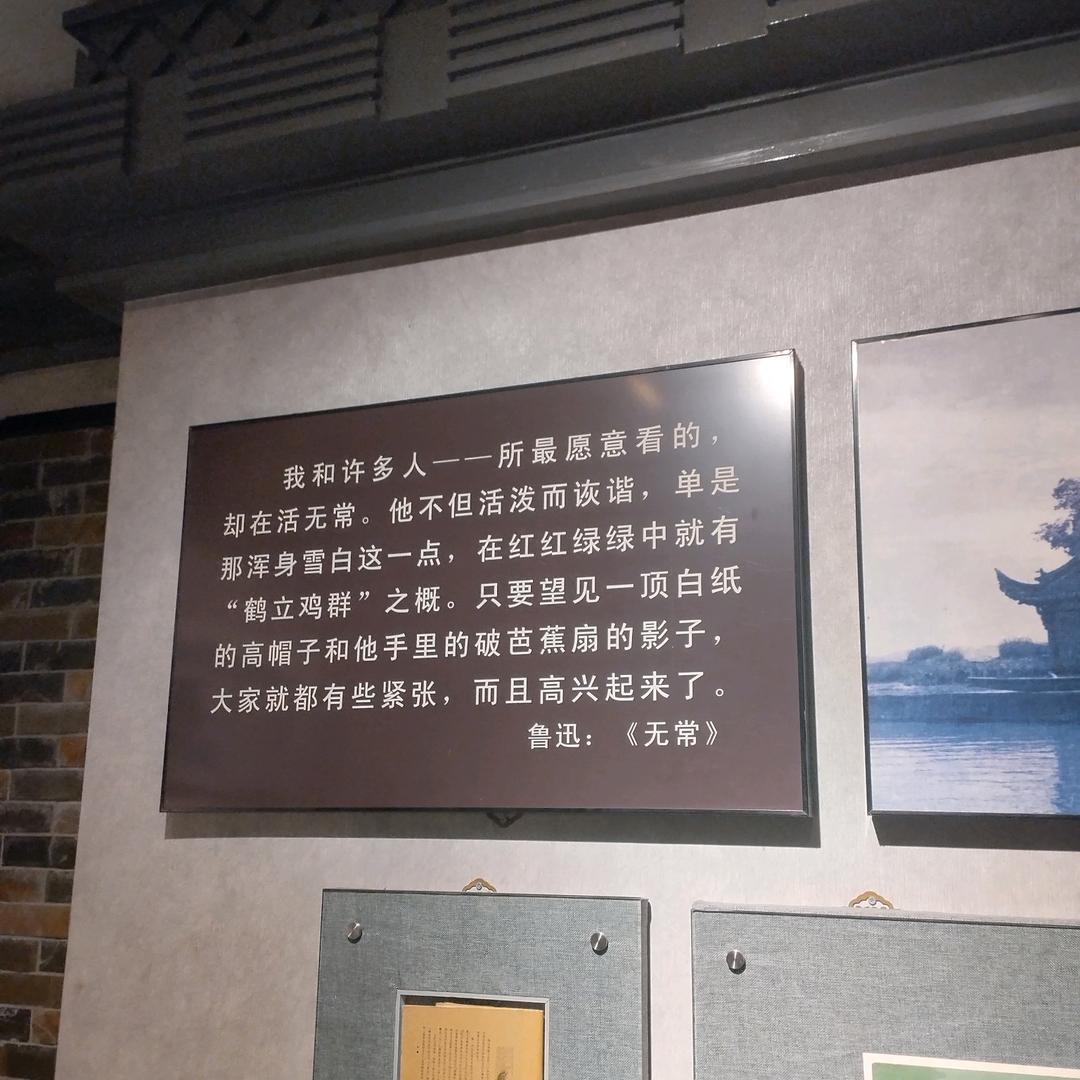 我和许多人——所最愿意看的，
却在活无常。他不但活泼而诙谐，单是
那浑身雪白这一点，在红红绿绿中就有
“鹤立鸡群”之概。只要望见一顶白纸
的高帽子和他手里的破芭蕉扇的影子，
大家就都有些紧张，而且高兴起来了。
鲁迅：《无常》